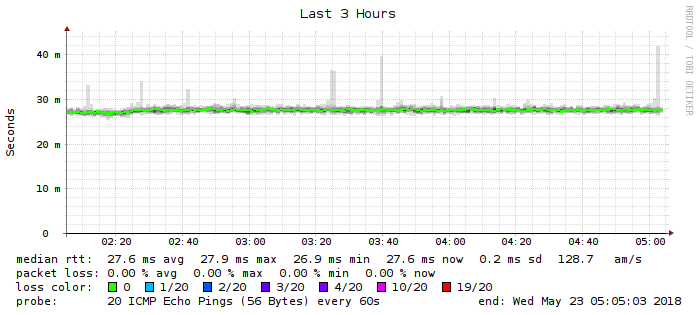 Last 3 Hours
RRDTOOL / TOBI OETIKER
Seconds
40 m
30 m
20 m
10 m
0
02:20 02:40 03:00 03:20 03:40 04:00 04:20 04:40 05:00
median rtt: 27.6 ms avg 27.9 ms max 26.9 ms min 27.6 ms now 0.2 ms sd 128.7 am/s
packet loss: 0.00 % avg 0.00 % max 0.00 % min 0.00 % now
loss color: 0 1/20 2/20 3/20 4/20 10/20 19/20
probe: 20 ICMP Echo Pings (56 Bytes) every 60s end: Wed May 23 05:05:03 2018